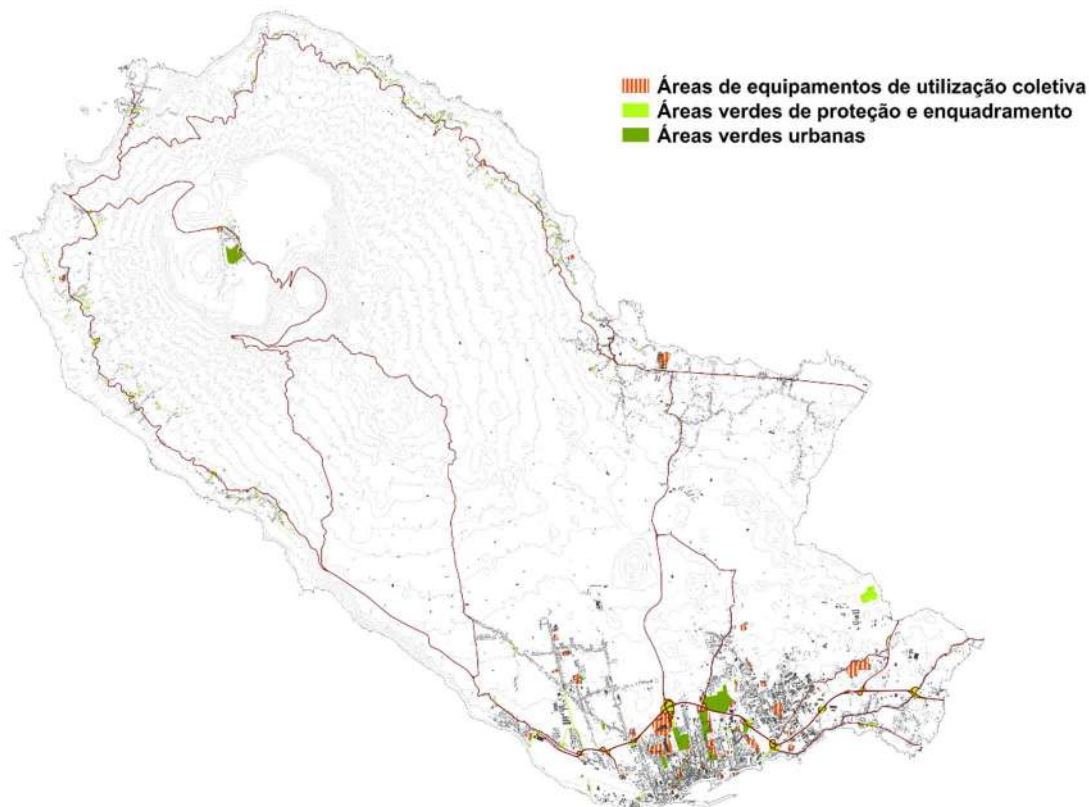 Áreas de equipamentos de utilização coletiva
Áreas verdes de proteção e enquadramento
Áreas verdes urbanas